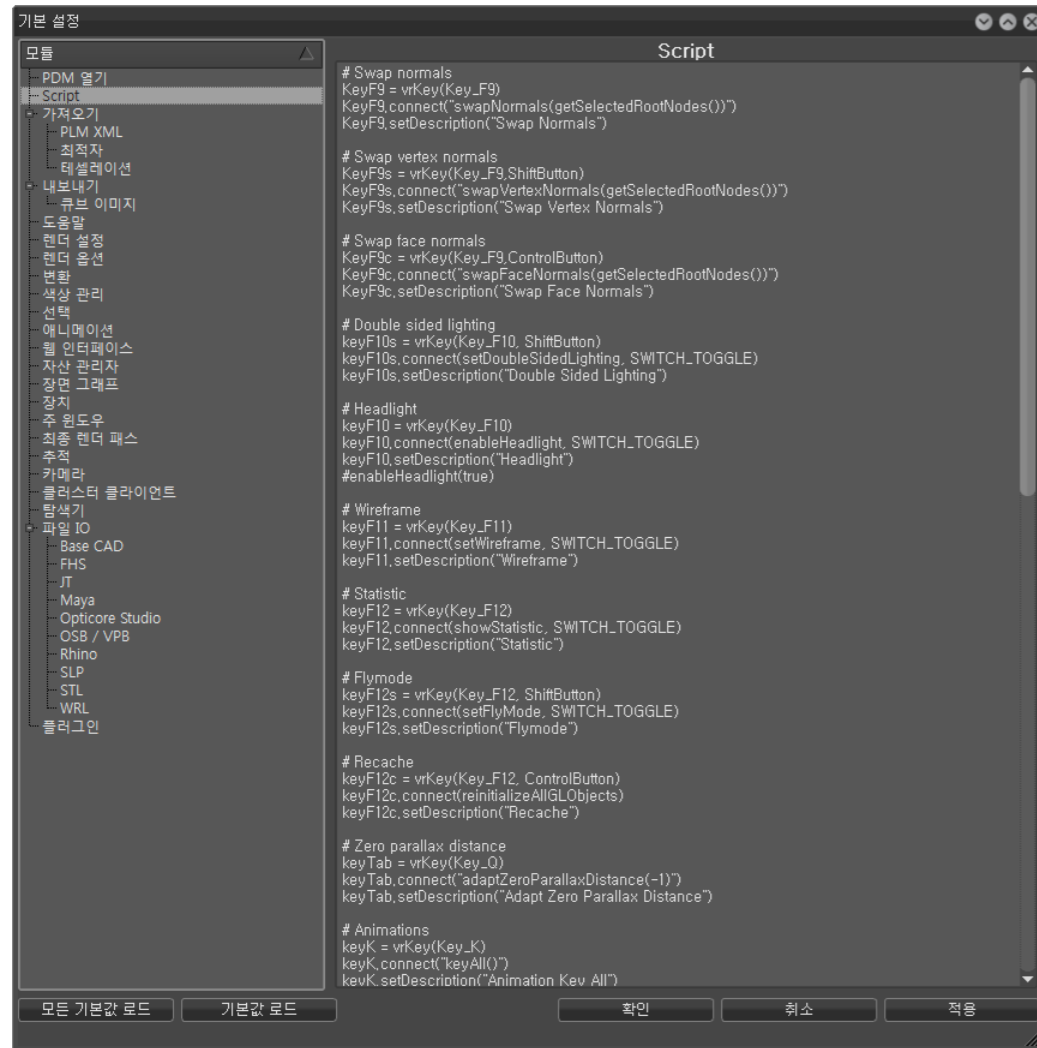 기본 설정
모듈
PDM 열기
Script
가져오기
PLM XML
최적자
테셀레이션
내보내기
큐브 이미지
도움말
렌더 설정
렌더 옵션
변환
색상 관리
선택
애니메이션
웹 인터페이스
자산 관리자
장면 그래프
장치
주 윈도우
최종 렌더 패스
추적
카메라
클러스터 클라이언트
탐색기
파일 IO
Base CAD
FHS
JT
Maya
Opticore Studio
OSB / VPB
Rhino
SLP
STL
WRL
플러그인
Script
# Swap normals
KeyF9 = vrKey(Key_F9)
KeyF9.connect("swapNormals(getSelectedRootNodes())")
KeyF9.setDescription("Swap Normals")
# Swap vertex normals
KeyF9s = vrKey(Key_F9,ShiftButton)
KeyF9s.connect("swapVertexNormals(getSelectedRootNodes())")
KeyF9s.setDescription("Swap Vertex Normals")
# Swap face normals
KeyF9c = vrKey(Key_F9,ControlButton)
KeyF9c.connect("swapFaceNormals(getSelectedRootNodes())")
KeyF9c.setDescription("Swap Face Normals")
# Double sided lighting
keyF10s = vrKey(Key_F10, ShiftButton)
keyF10s.connect(setDoubleSidedLighting, SWITCH_TOGGLE)
keyF10s.setDescription("Double Sided Lighting")
# Headlight
keyF10 = vrKey(Key_F10)
keyF10.connect(enableHeadlight, SWITCH_TOGGLE)
keyF10.setDescription("Headlight")
#enableHeadlight(true)
# Wireframe
keyF11 = vrKey(Key_F11)
keyF11.connect(setWireframe, SWITCH_TOGGLE)
keyF11.setDescription("Wireframe")
# Statistic
keyF12 = vrKey(Key_F12)
keyF12.connect(showStatistic, SWITCH_TOGGLE)
keyF12.setDescription("Statistic")
# Flymode
keyF12s = vrKey(Key_F12, ShiftButton)
keyF12s.connect(setFlyMode, SWITCH_TOGGLE)
keyF12s.setDescription("Flymode")
# Recache
keyF12c = vrKey(Key_F12, ControlButton)
keyF12c.connect(reinitializeAllGLObjects)
keyF12c.setDescription("Recache")
# Zero parallax distance
keyTab = vrKey(Key_Q)
keyTab.connect("adaptZeroParallaxDistance(-1)")
keyTab.setDescription("Adapt Zero Parallax Distance")
# Animations
keyK = vrKey(Key_K)
keyK.connect("keyAll()")
keyK.setDescription("Animation Key All")
모든 기본값 로드
기본값 로드
확인
취소
적용